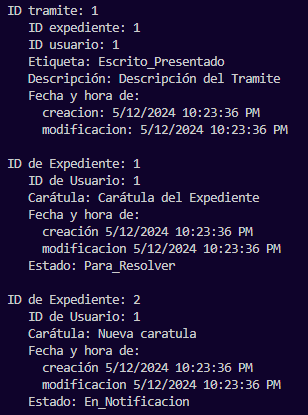 ID tramite: 1
ID expediente: 1
ID usuario: 1
Etiqueta: Escrito_Presentado
Descripción: Descripción del Tramite
Fecha y hora de:
creacion: 5/12/2024 10:23:36 PM
modificacion: 5/12/2024 10:23:36 PM
ID de Expediente: 1
ID de Usuario: 1
Carátula: Carátula del Expediente
Fecha y hora de:
creación 5/12/2024 10:23:36 PM
modificacion 5/12/2024 10:23:36 PM
Estado: Para_Resolver
ID de Expediente: 2
ID de Usuario: 1
Carátula: Nueva caratula
Fecha y hora de:
creación 5/12/2024 10:23:36 PM
modificacion 5/12/2024 10:23:36 PM
Estado: En_Notificacion